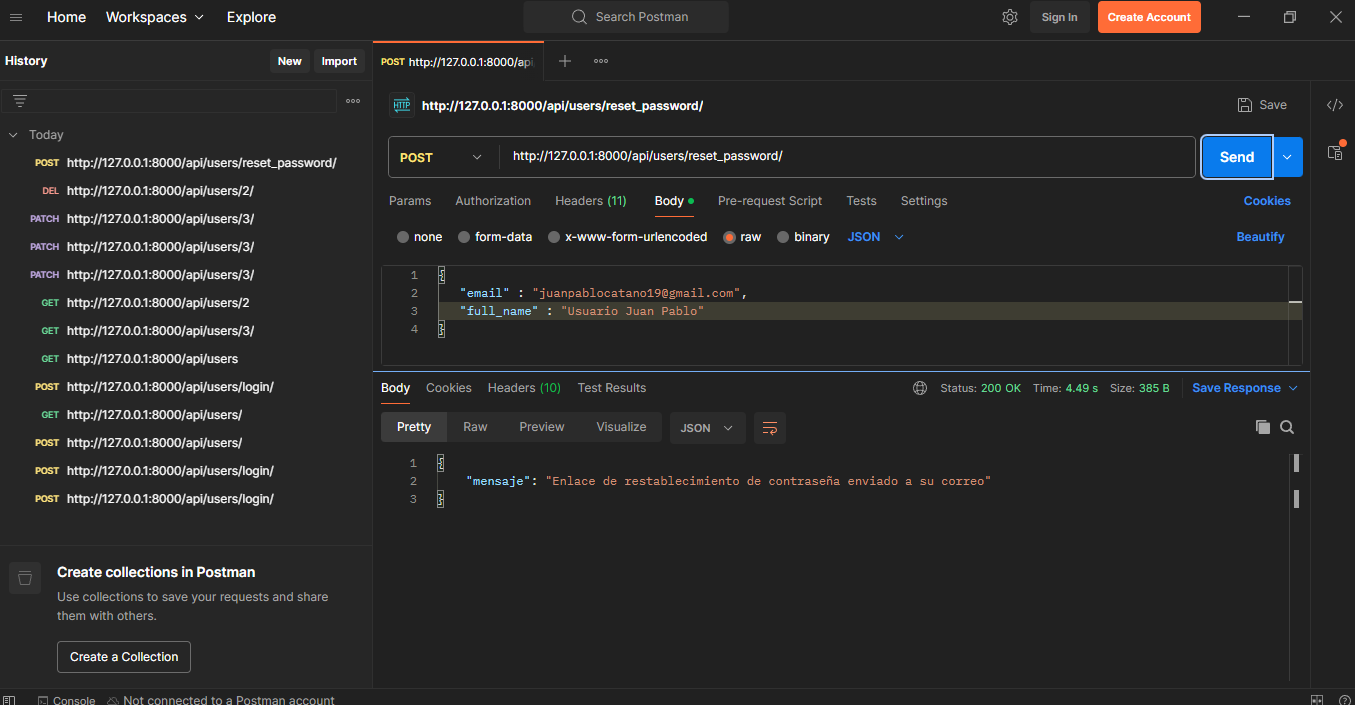 Home Workspaces Explore Search Postman Sign In Create Account
History New Import
Today
POST http://127.0.0.1:8000/api/users/reset_password/
DEL http://127.0.0.1:8000/api/users/2/
PATCH http://127.0.0.1:8000/api/users/3/
PATCH http://127.0.0.1:8000/api/users/3/
PATCH http://127.0.0.1:8000/api/users/3/
GET http://127.0.0.1:8000/api/users/2
GET http://127.0.0.1:8000/api/users/3/
GET http://127.0.0.1:8000/api/users
POST http://127.0.0.1:8000/api/users/login/
GET http://127.0.0.1:8000/api/users/
POST http://127.0.0.1:8000/api/users/
POST http://127.0.0.1:8000/api/users/login/
POST http://127.0.0.1:8000/api/users/login/
Create collections in Postman
Use collections to save your requests and share
them with others.
Create a Collection
POST http://127.0.0.1:8000/api
HTTP http://127.0.0.1:8000/api/users/reset_password/ Save
POST http://127.0.0.1:8000/api/users/reset_password/ Send
Params Authorization Headers (11) Body Pre-request Script Tests Settings Cookies
none form-data x-www-form-urlencoded raw binary JSON Beautify
1 {
2 "email" : "juanpablocatano19@gmail.com",
3 "full_name" : "Usuario Juan Pablo"
4 }
Body Cookies Headers (10) Test Results Status: 200 OK Time: 4.49 s Size: 385 B Save Response
Pretty Raw Preview Visualize JSON
1 {
2 "mensaje": "Enlace de restablecimiento de contraseña enviado a su correo"
3 }
Console Not connected to a Postman account